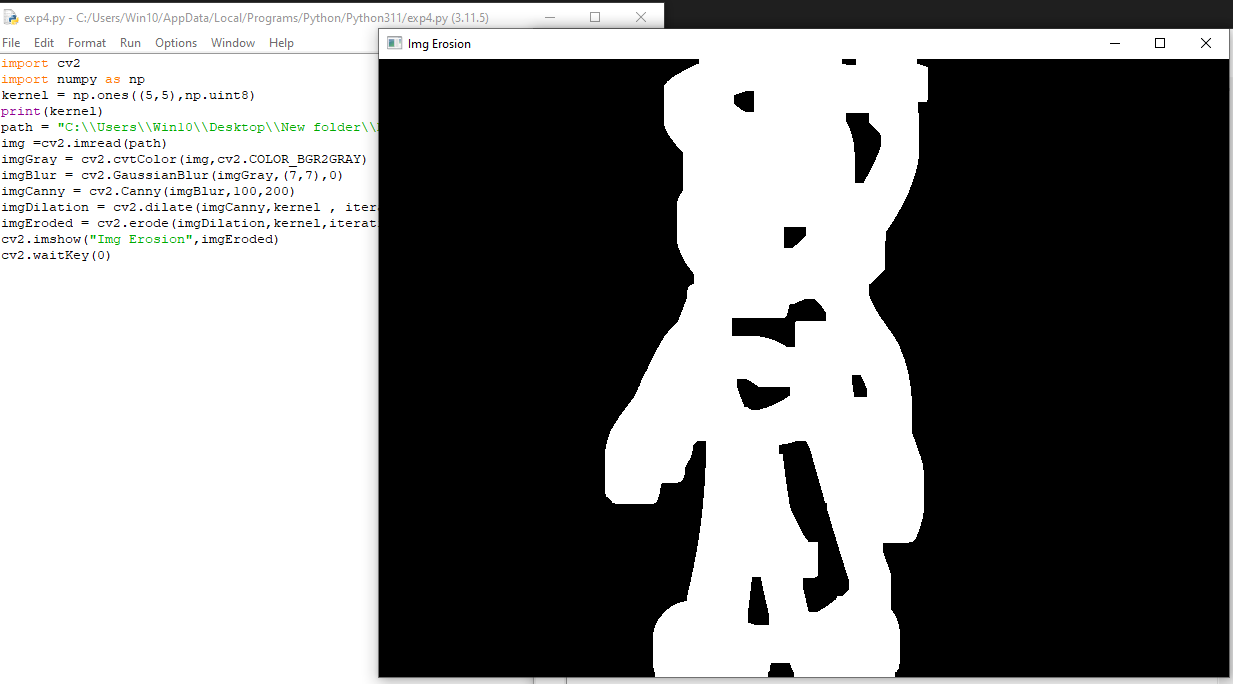 exp4.py - C:/Users/Win10/AppData/Local/Programs/Python/Python311/exp4.py (3.11.5)
File Edit Format Run Options Window Help
Img Erosion
import cv2
import numpy as np
kernel = np.ones((5,5),np.uint8)
print(kernel)
path = "C:\\Users\\Win10\\Desktop\\New folder\\
img =cv2.imread(path)
imgGray = cv2.cvtColor(img,cv2.COLOR_BGR2GRAY)
imgBlur = cv2.GaussianBlur(imgGray,(7,7),0)
imgCanny = cv2.Canny(imgBlur,100,200)
imgDilation = cv2.dilate(imgCanny,kernel , itera
imgEroded = cv2.erode(imgDilation,kernel,iterat
cv2.imshow("Img Erosion",imgEroded)
cv2.waitKey(0)